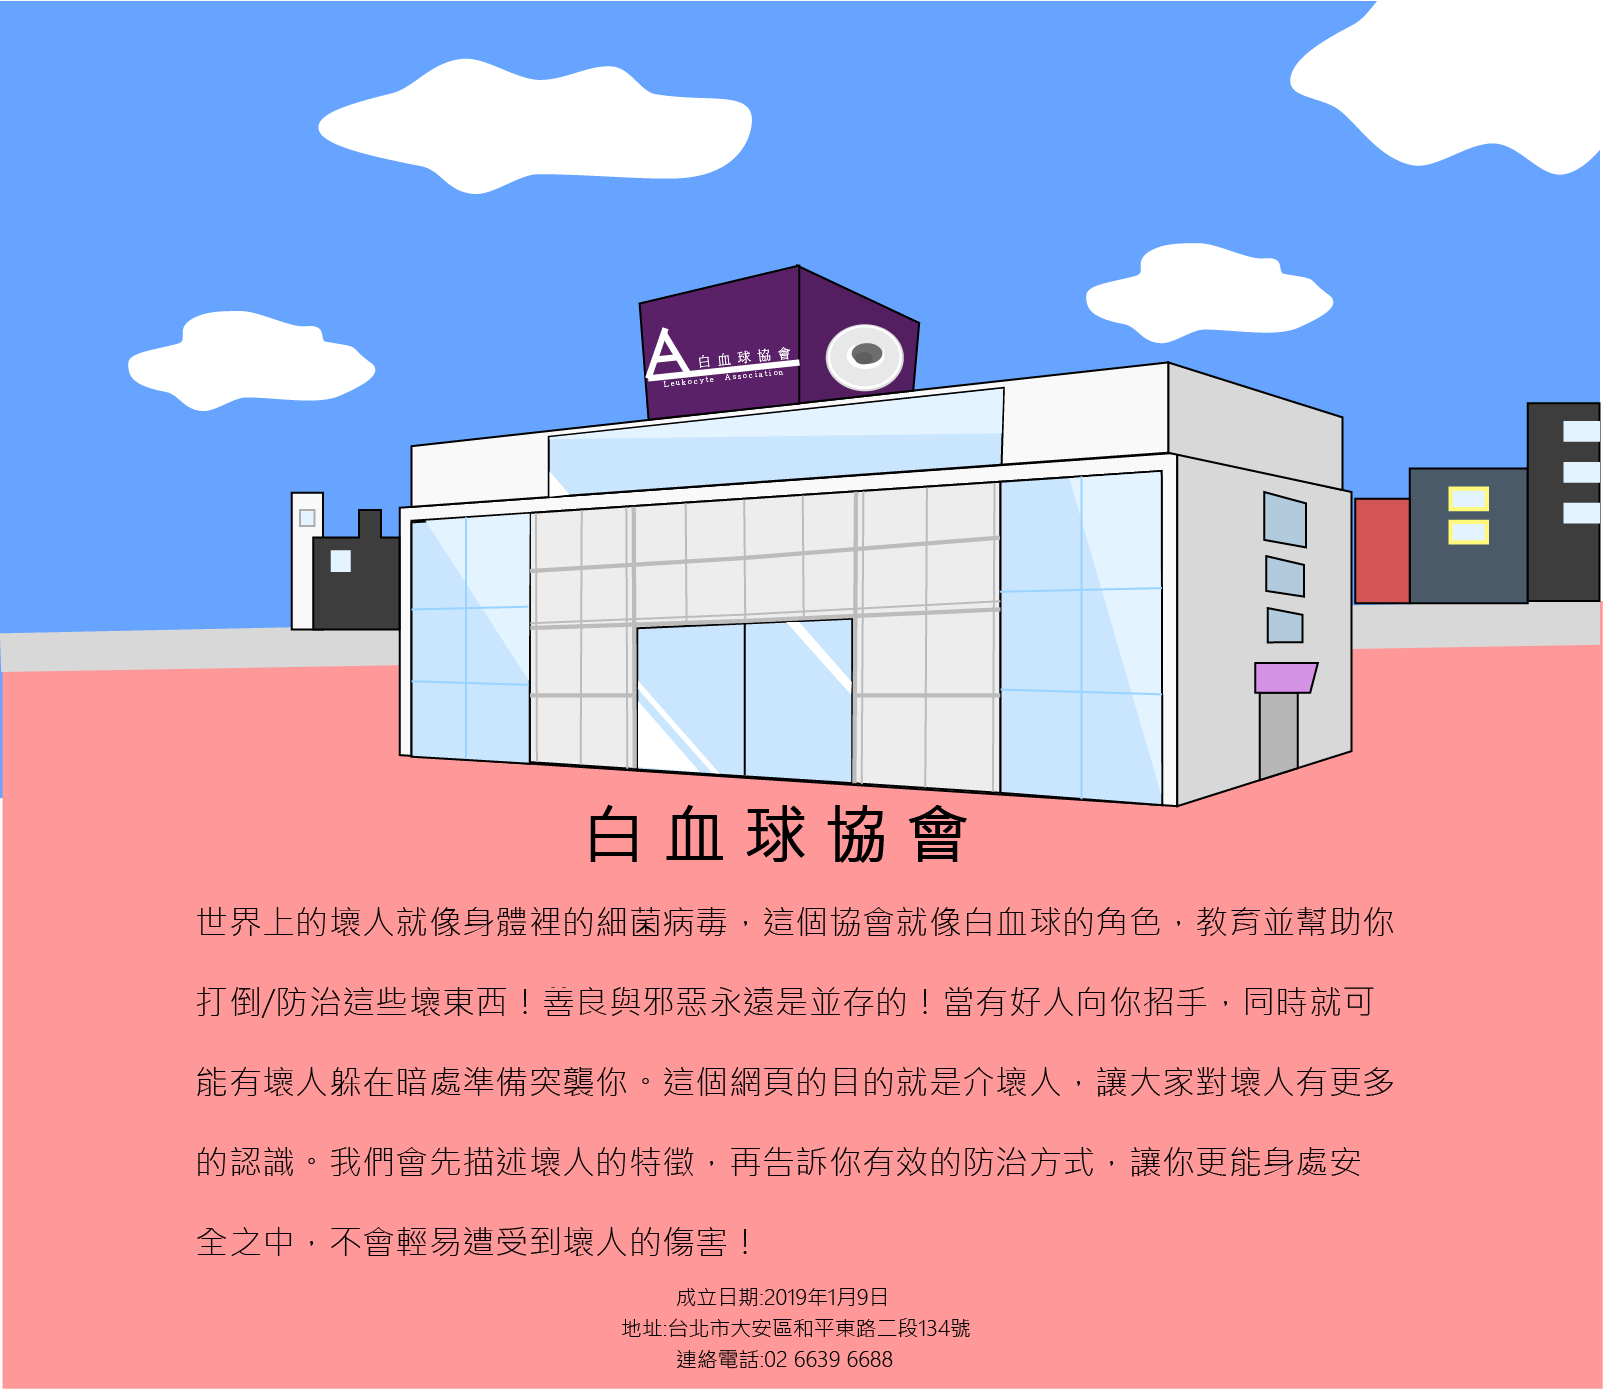 白血球協會
Leukocyte Association
白血球協會
世界上的壞人就像身體裡的細菌病毒，這個協會就像白血球的角色，教育並幫助你
打倒/防治這些壞東西！善良與邪惡永遠是並存的！當有好人向你招手，同時就可
能有壞人躲在暗處準備突襲你。這個網頁的目的就是介壞人，讓大家對壞人有更多
的認識。我們會先描述壞人的特徵，再告訴你有效的防治方式，讓你更能身處安
全之中，不會輕易遭受到壞人的傷害！
成立日期:2019年1月9日
地址:台北市大安區和平東路二段134號
連絡電話:02 6639 6688